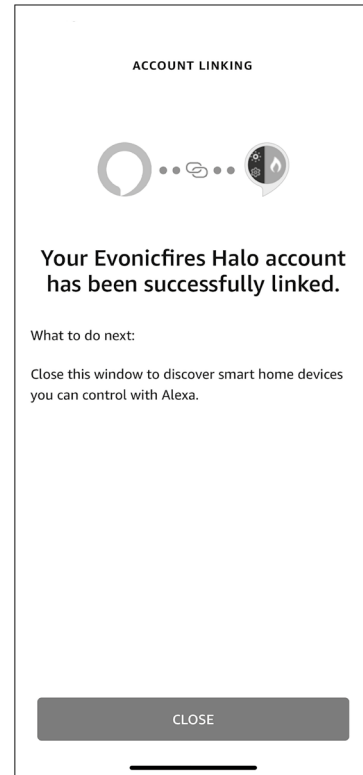 ACCOUNT LINKING
Your Evonicfires Halo account
has been successfully linked.
What to do next:
Close this window to discover smart home devices
you can control with Alexa.
CLOSE